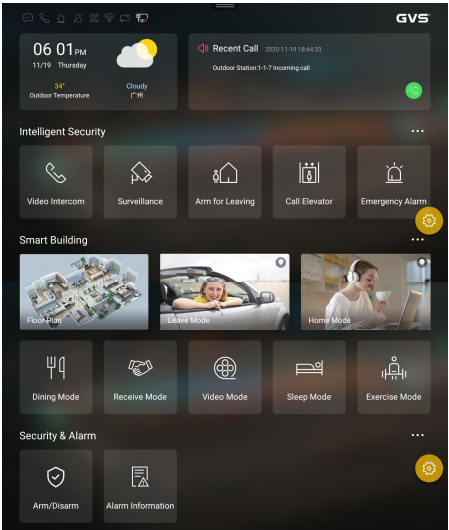 GVS
06 01 PM
11/19 Thursday
34°
Outdoor Temperature
Cloudy
广州
Recent Call 2020-11-19 18:44:33
Outdoor Station:1-1-7 Incoming call
Intelligent Security
Video Intercom
Surveillance
Arm for Leaving
Call Elevator
Emergency Alarm
Smart Building
Floor Plan
Leave Mode
Home Mode
Dining Mode
Receive Mode
Video Mode
Sleep Mode
Exercise Mode
Security & Alarm
Arm/Disarm
Alarm Information